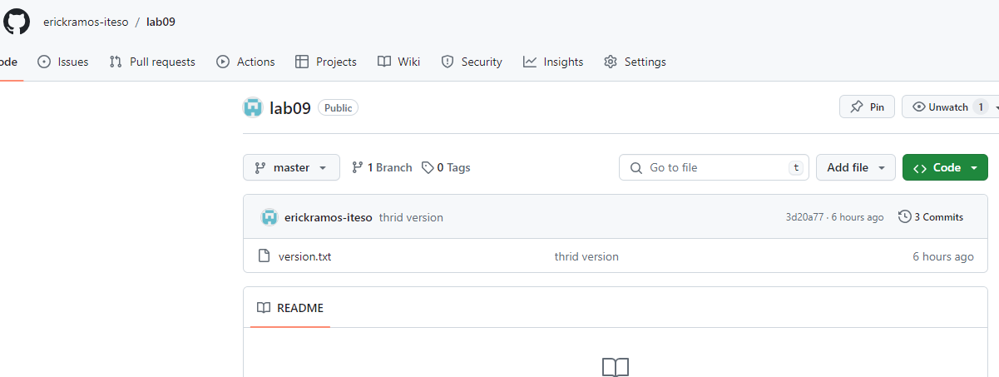 erickramos-iteso / lab09
ode Issues Pull requests Actions Projects Wiki Security Insights Settings
lab09 Public Pin Unwatch 1
master 1 Branch 0 Tags Go to file t Add file Code
erickramos-iteso thrid version 3d20a77 · 6 hours ago 3 Commits
version.txt thrid version 6 hours ago
README